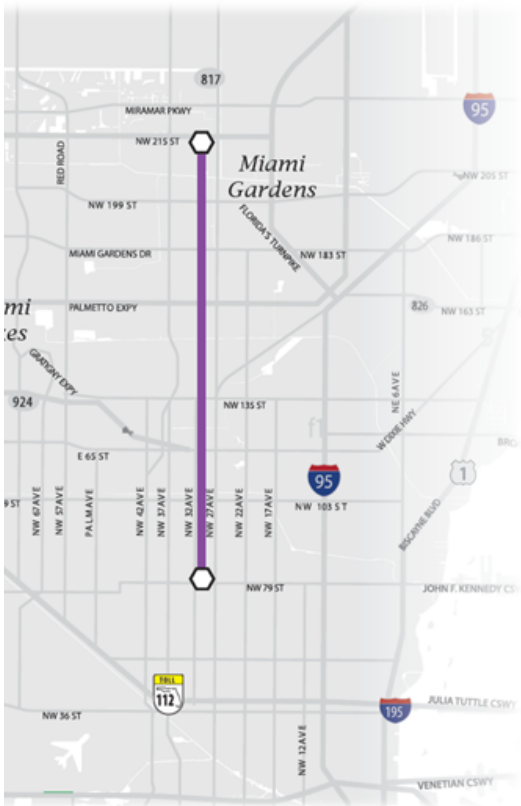 817
MIRAMAR PKWY
95
NW 215 ST
RED ROAD
Miami
Gardens
NW 205 ST
NW 199 ST
FLORIDA'S TURNPIKE
NW 186 ST
MIAMI GARDENS DR
NW 183 ST
mi
es
PALMETTO EXPY
826
NW 163 ST
GRATIGNY EXPY
924
NW 135 ST
NE 6 AVE
W DIXIE HWY
f1
E 65 ST
BRO
95
1
9 ST
NW 67 AVE
NW 57 AVE
PALM AVE
NW 42 AVE
NW 37 AVE
NW 32 AVE
NW 27 AVE
NW 22 AVE
NW 17 AVE
NW 103 ST
BISCAYNE BLVD
NW 79 ST
JOHN F. KENNEDY CS
TOLL
112
NW 36 ST
195
JULIA TUTTLE CSWY
NW 12 AVE
VENETIAN CSWY